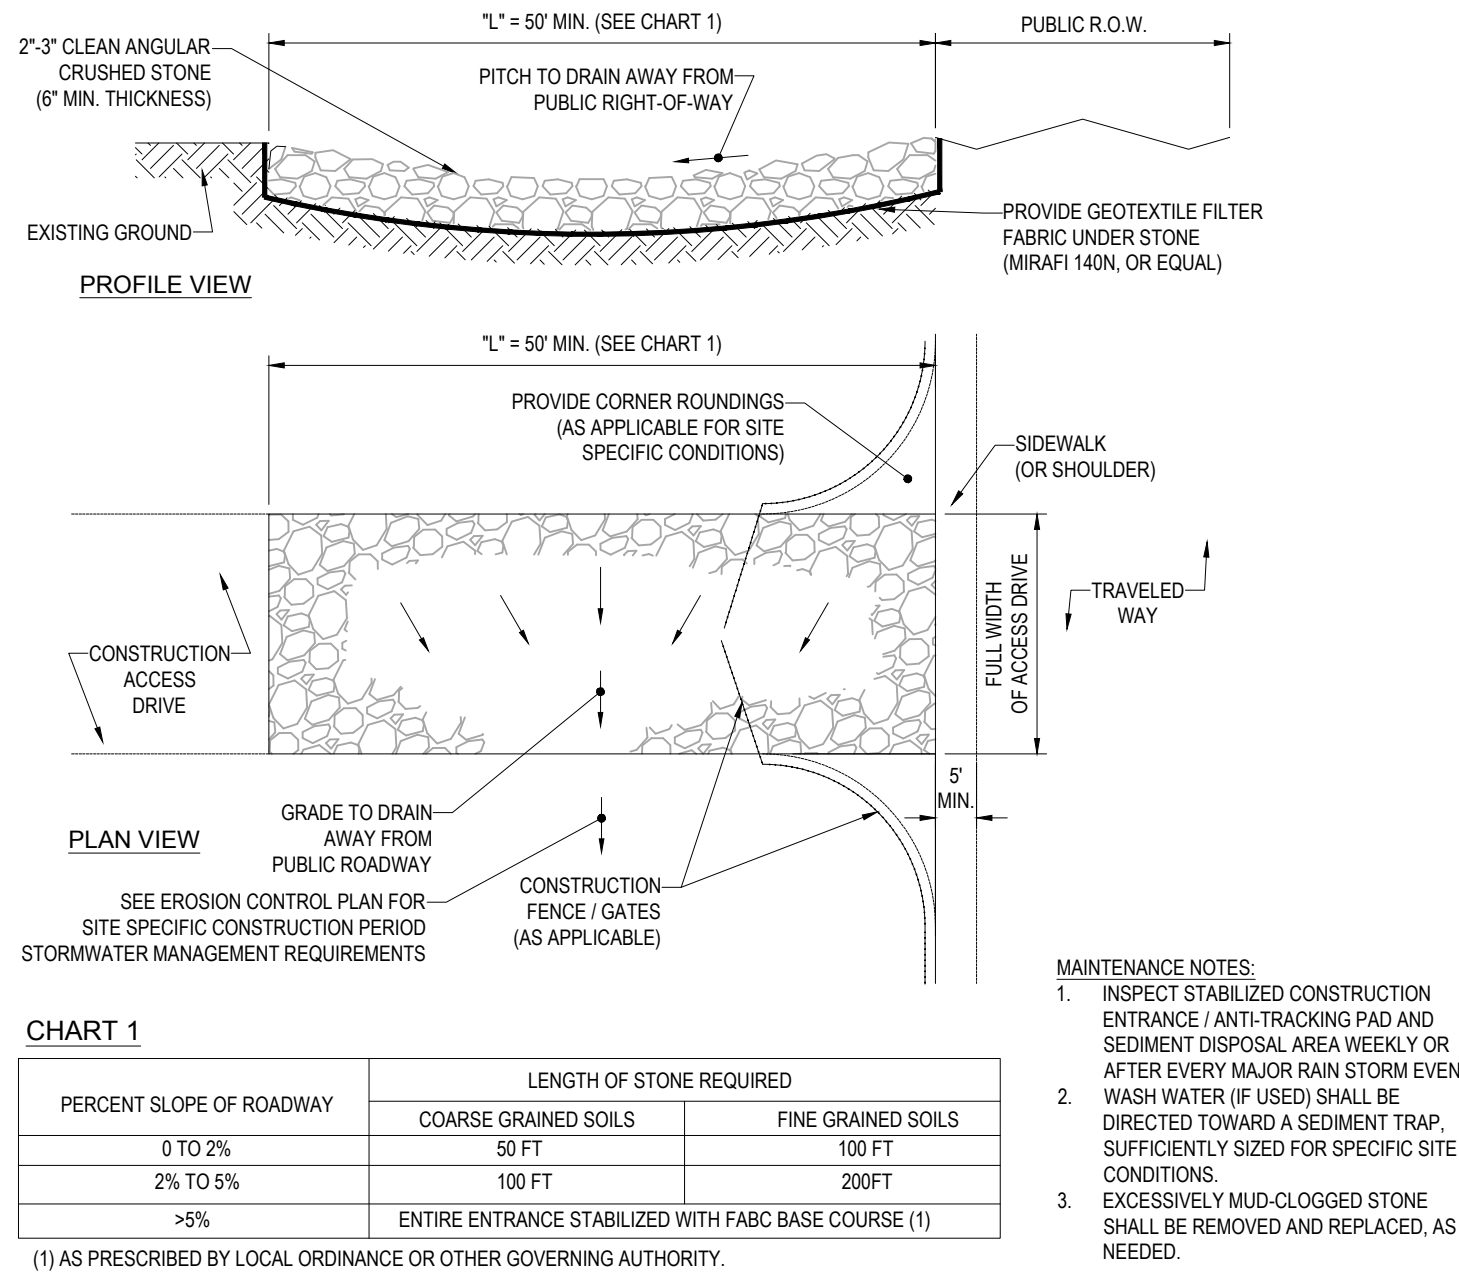 "L" = 50' MIN. (SEE CHART 1)
PUBLIC R.O.W.
2"-3" CLEAN ANGULAR
CRUSHED STONE
(6" MIN. THICKNESS)
PITCH TO DRAIN AWAY FROM
PUBLIC RIGHT-OF-WAY
EXISTING GROUND
PROVIDE GEOTEXTILE FILTER
FABRIC UNDER STONE
(MIRAFI 140N, OR EQUAL)
PROFILE VIEW
"L" = 50' MIN. (SEE CHART 1)
PROVIDE CORNER ROUNDINGS
(AS APPLICABLE FOR SITE
SPECIFIC CONDITIONS)
SIDEWALK
(OR SHOULDER)
FULL WIDTH
OF ACCESS DRIVE
TRAVELED
WAY
CONSTRUCTION
ACCESS
DRIVE
5'
MIN.
GRADE TO DRAIN
AWAY FROM
PUBLIC ROADWAY
PLAN VIEW
SEE EROSION CONTROL PLAN FOR
SITE SPECIFIC CONSTRUCTION PERIOD
STORMWATER MANAGEMENT REQUIREMENTS
CONSTRUCTION
FENCE / GATES
(AS APPLICABLE)
MAINTENANCE NOTES:
1. INSPECT STABILIZED CONSTRUCTION
ENTRANCE / ANTI-TRACKING PAD AND
SEDIMENT DISPOSAL AREA WEEKLY OR
AFTER EVERY MAJOR RAIN STORM EVEN
2. WASH WATER (IF USED) SHALL BE
DIRECTED TOWARD A SEDIMENT TRAP,
SUFFICIENTLY SIZED FOR SPECIFIC SITE
CONDITIONS.
3. EXCESSIVELY MUD-CLOGGED STONE
SHALL BE REMOVED AND REPLACED, AS
NEEDED.
CHART 1
PERCENT SLOPE OF ROADWAY
LENGTH OF STONE REQUIRED
COARSE GRAINED SOILS FINE GRAINED SOILS
0 TO 2% 50 FT 100 FT
2% TO 5% 100 FT 200FT
>5% ENTIRE ENTRANCE STABILIZED WITH FABC BASE COURSE (1)
(1) AS PRESCRIBED BY LOCAL ORDINANCE OR OTHER GOVERNING AUTHORITY.